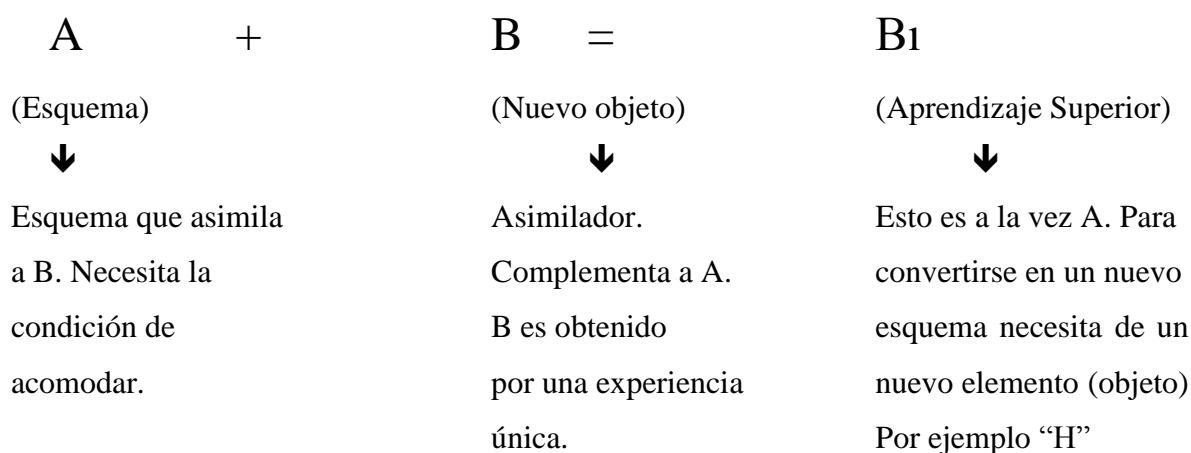 A + B = B1
(Esquema) (Nuevo objeto) (Aprendizaje Superior)
🡻 🡻 🡻
Esquema que asimila Asimilador. Esto es a la vez A. Para
a B. Necesita la Complementa a A. convertirse en un nuevo
condición de B es obtenido esquema necesita de un
acomodar. por una experiencia nuevo elemento (objeto)
única. Por ejemplo “H”